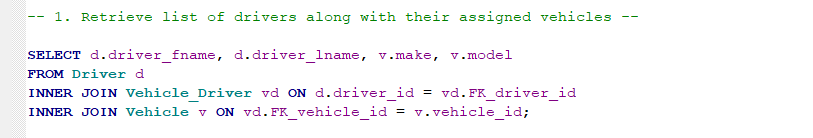 -- 1. Retrieve list of drivers along with their assigned vehicles --
SELECT d.driver_fname, d.driver_lname, v.make, v.model
FROM Driver d
INNER JOIN Vehicle_Driver vd ON d.driver_id = vd.FK_driver_id
INNER JOIN Vehicle v ON vd.FK_vehicle_id = v.vehicle_id;